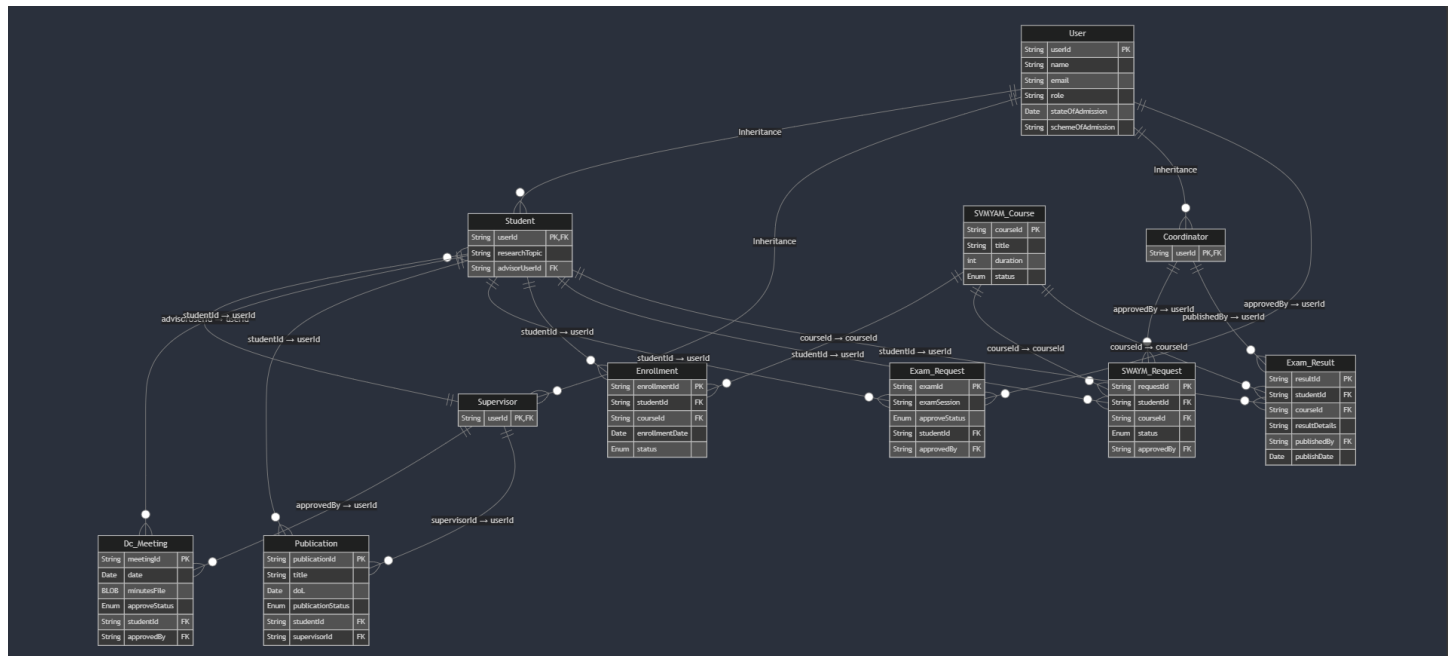 User
String userId PK
String name
String email
String role
Date stateOfAdmission
String schemeOfAdmission
Inheritance
Inheritance
Inheritance
Student
String userId PK,FK
String researchTopic
String advisorUserId FK
SVMYAM_Course
String courseId PK
String title
int duration
Enum status
Coordinator
String userId PK,FK
studentId → userId
studentId → userId
studentId → userId
studentId → userId
courseId → courseId
studentId → userId
studentId → userId
courseId → courseId
approvedBy → userId
publishedBy → userId
approvedBy → userId
courseId → courseId
Supervisor
String userId PK,FK
Enrollment
String enrollmentId PK
String studentId FK
String courseId FK
Date enrollmentDate
Enum status
Exam_Request
String examId PK
String examSession
Enum approveStatus
String studentId FK
String approvedBy FK
SWAYM_Request
String requestId PK
String studentId FK
String courseId FK
Enum status
String approvedBy FK
Exam_Result
String resultId PK
String studentId FK
String courseId FK
String resultDetails
String publishedBy FK
Date publishDate
approvedBy → userId
supervisorId → userId
Dc_Meeting
String meetingId PK
Date date
BLOB minutesFile
Enum approveStatus
String studentId FK
String approvedBy FK
Publication
String publicationId PK
String title
Date doL
Enum publicationStatus
String studentId FK
String supervisorId FK